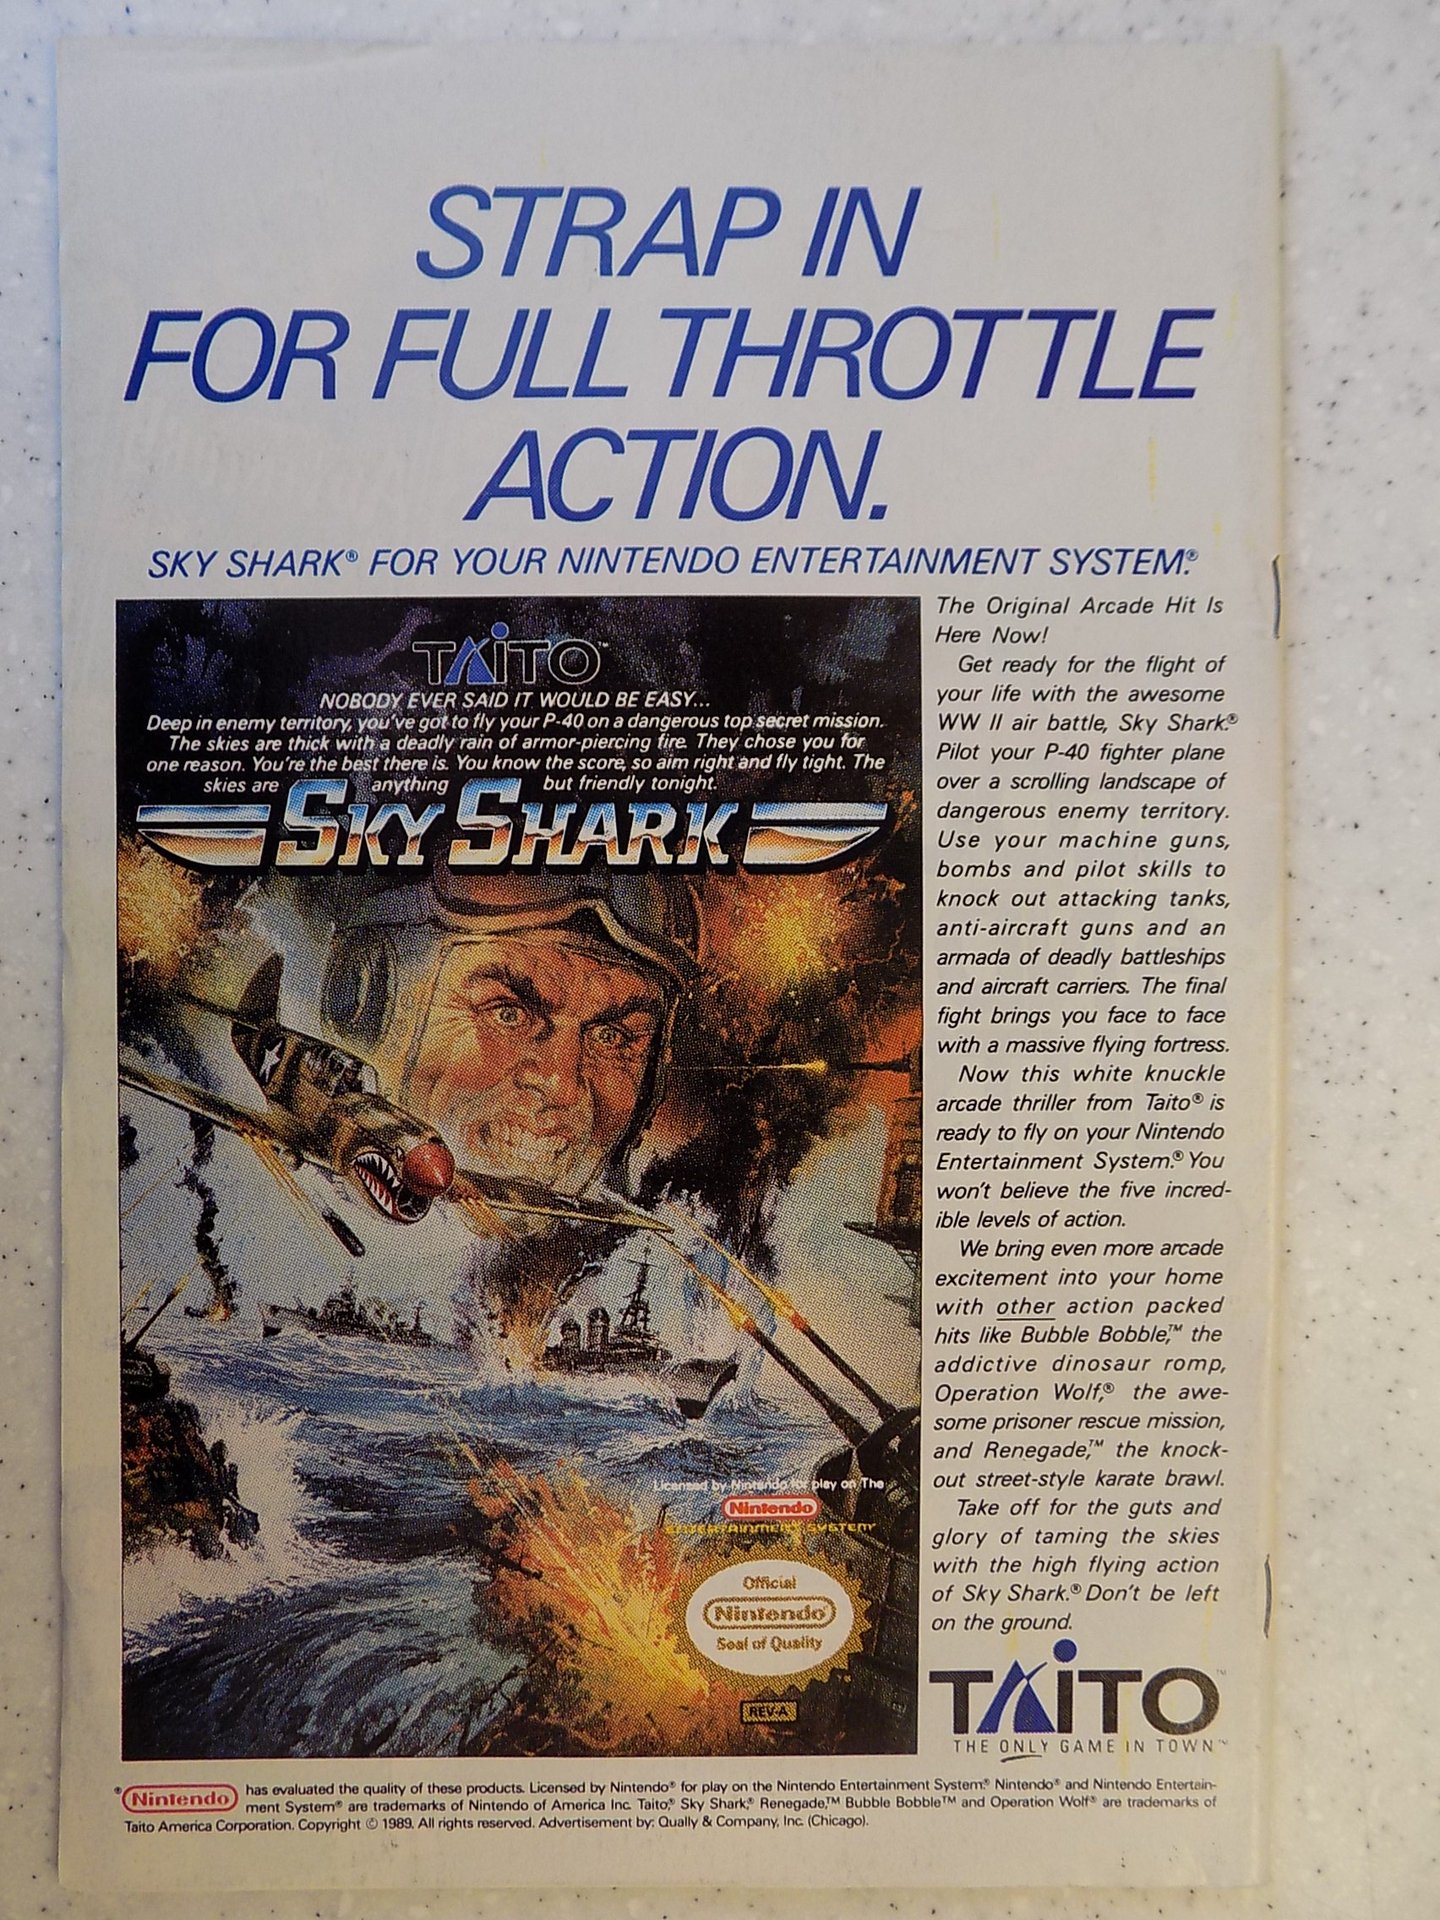 STRAP IN
FOR FULL THROTTLE
ACTION.
SKY SHARK® FOR YOUR NINTENDO ENTERTAINMENT SYSTEM.®
TAITO™
NOBODY EVER SAID IT WOULD BE EASY...
Deep in enemy territory, you've got to fly your P-40 on a dangerous top secret mission.
The skies are thick with a deadly rain of armor-piercing fire. They chose you for
one reason. You're the best there is. You know the score, so aim right and fly tight. The
skies are anything but friendly tonight.
SKY SHARK
Licensed by Nintendo for play on The
Nintendo
ENTERTAINMENT SYSTEM
Official
Nintendo
Seal of Quality
REV-A
The Original Arcade Hit Is
Here Now!
Get ready for the flight of
your life with the awesome
WW II air battle, Sky Shark.®
Pilot your P-40 fighter plane
over a scrolling landscape of
dangerous enemy territory.
Use your machine guns,
bombs and pilot skills to
knock out attacking tanks,
anti-aircraft guns and an
armada of deadly battleships
and aircraft carriers. The final
fight brings you face to face
with a massive flying fortress.
Now this white knuckle
arcade thriller from Taito® is
ready to fly on your Nintendo
Entertainment System.® You
won't believe the five incred-
ible levels of action.
We bring even more arcade
excitement into your home
with other action packed
hits like Bubble Bobble,™ the
addictive dinosaur romp,
Operation Wolf,® the awe-
some prisoner rescue mission,
and Renegade,™ the knock-
out street-style karate brawl.
Take off for the guts and
glory of taming the skies
with the high flying action
of Sky Shark.® Don't be left
on the ground.
TAITO™
THE ONLY GAME IN TOWN™
® Nintendo has evaluated the quality of these products. Licensed by Nintendo® for play on the Nintendo Entertainment System.® Nintendo® and Nintendo Entertain-
ment System® are trademarks of Nintendo of America Inc. Taito,® Sky Shark,® Renegade,™ Bubble Bobble™ and Operation Wolf® are trademarks of
Taito America Corporation. Copyright © 1989. All rights reserved. Advertisement by: Qually & Company, Inc. (Chicago).